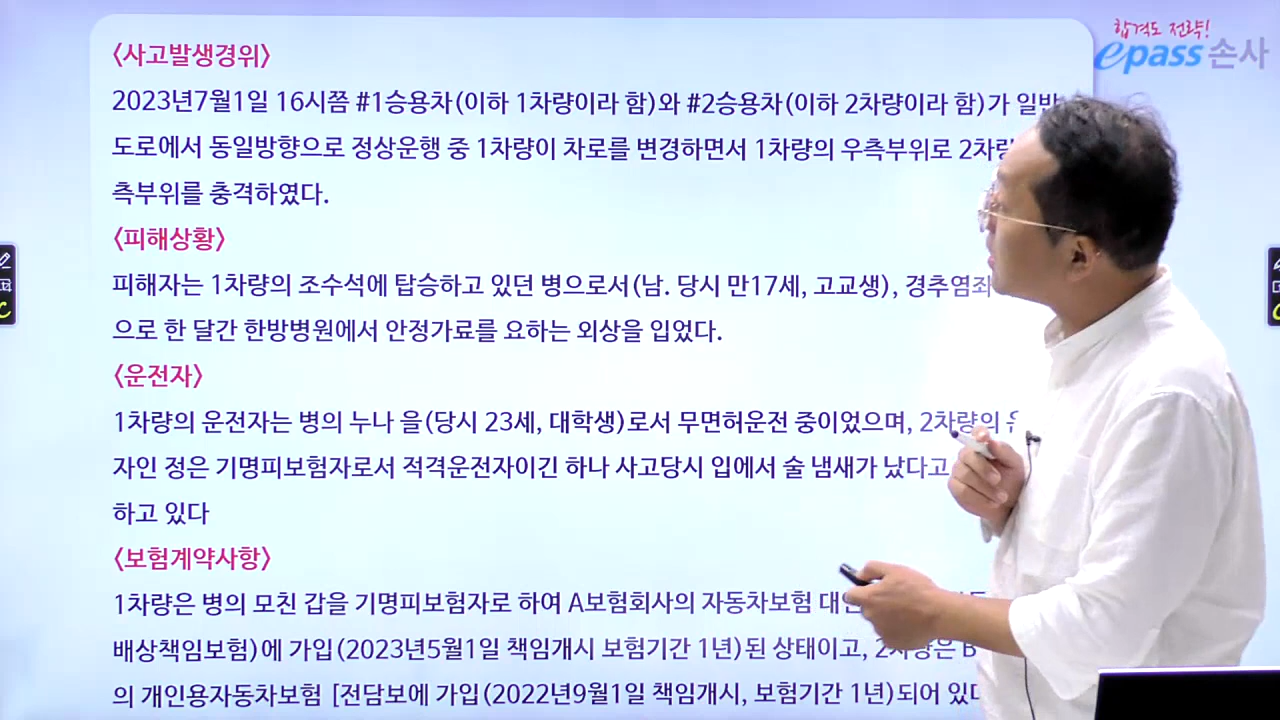 합격도 전략!
epass 손사
<사고발생경위>
2023년7월1일 16시쯤 #1승용차(이하 1차량이라 함)와 #2승용차(이하 2차량이라 함)가
도로에서 동일방향으로 정상운행 중 1차량이 차로를 변경하면서 1차량의 우측부위로
측부위를 충격하였다.
<피해상황>
피해자는 1차량의 조수석에 탑승하고 있던 병으로서(남. 당시 만17세, 고교생), 경추염좌
으로 한 달간 한방병원에서 안정가료를 요하는 외상을 입었다.
<운전자>
1차량의 운전자는 병의 누나 을(당시 23세, 대학생)로서 무면허운전 중이었으며, 2차량의
자인 정은 기명피보험자로서 적격운전자이긴 하나 사고당시 입에서 술 냄새가 났다고
하고 있다
<보험계약사항>
1차량은 병의 모친 갑을 기명피보험자로 하여 A보험회사의 자동차보험
배상책임보험)에 가입(2023년5월1일 책임개시 보험기간 1년)된 상태이고,
의 개인용자동차보험 [전담보에 가입(2022년9월1일 책임개시, 보험기간 1년)되어